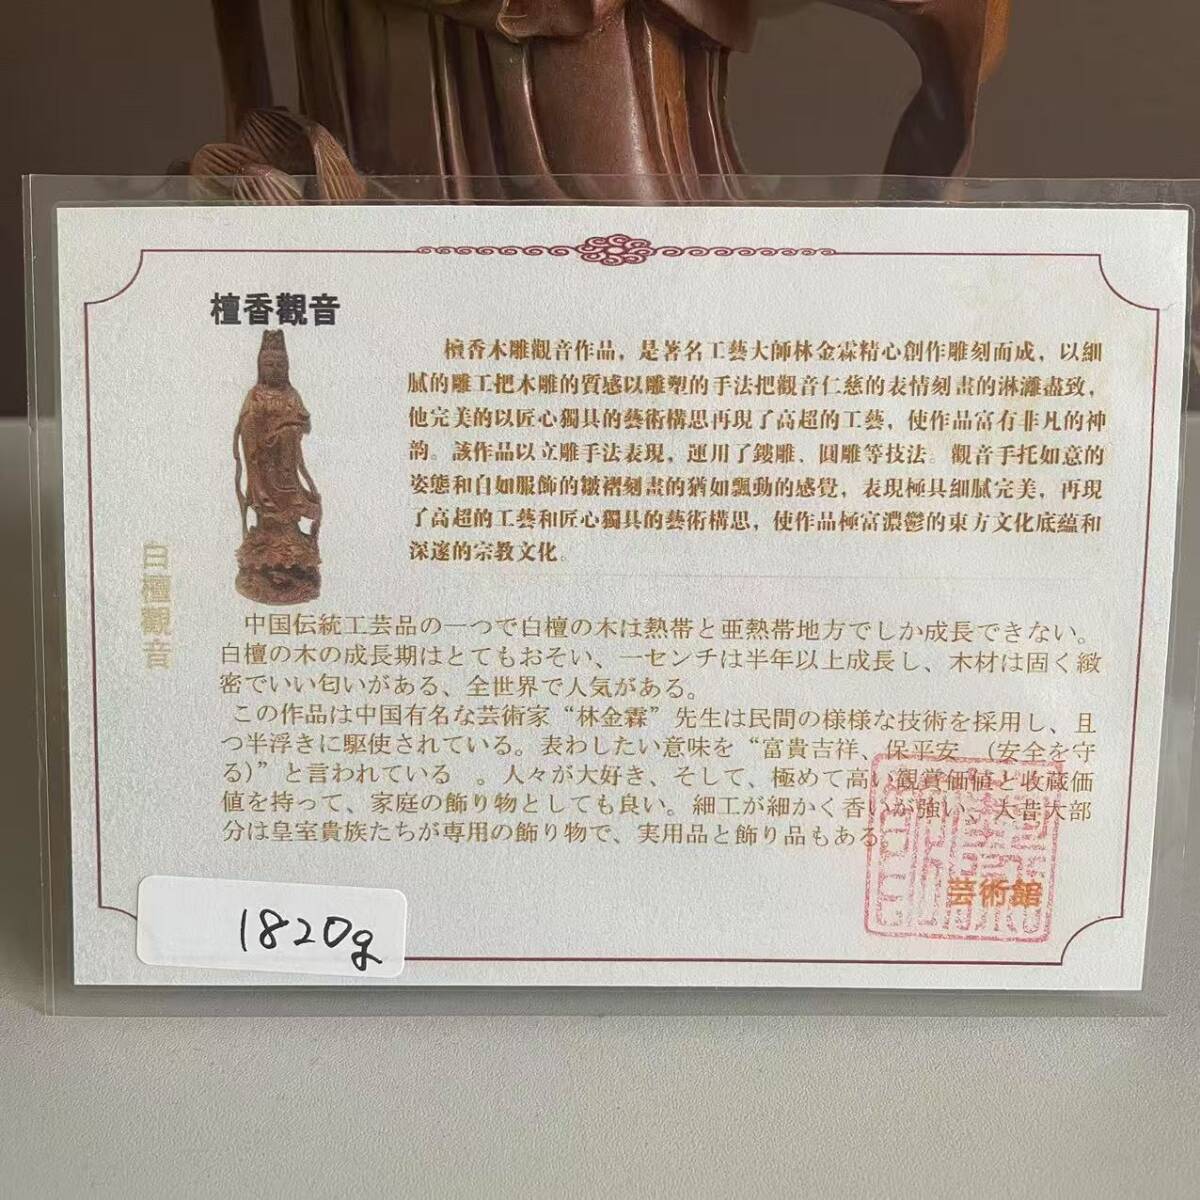 檀香觀音
檀香木雕觀音作品，是著名工藝大師林金霖精心創作雕刻而成，以細
膩的雕工把木雕的質感以雕塑的手法把觀音仁慈的表情刻畫的淋灕盡致，
他完美的以匠心獨具的藝術構思再現了高超的工藝，使作品富有非凡的神
韵。該作品以立雕手法表現，運用了鏤雕、圓雕等技法。觀音手托如意的
姿態和自如服飾的皺褶刻畫的猶如飄動的感覺，表現極具細膩完美，再現
了高超的工藝和匠心獨具的藝術構思，使作品極富濃鬱的東方文化底蘊和
深邃的宗教文化。
白檀觀音
中国伝統工芸品の一つで白檀の木は熱帯と亜熱帯地方でしか成長できない。
白檀の木の成長期はとてもおそい、一センチは半年以上成長し、木材は固く緻
密でいい匂いがある、全世界で人気がある。
この作品は中国有名な芸術家“林金霖”先生は民間の様様な技術を採用し、且
つ半浮きに駆使されている。表わしたい意味を“富貴吉祥、保平安 （安全を守
る）”と言われている 。人々が大好き、そして、極めて高い観賞価値と収蔵価
値を持って、家庭の飾り物としても良い。細工が細かく香いが強い、大昔大部
分は皇室貴族たちが専用の飾り物で、実用品と飾り品もある。
芸術館
1820g